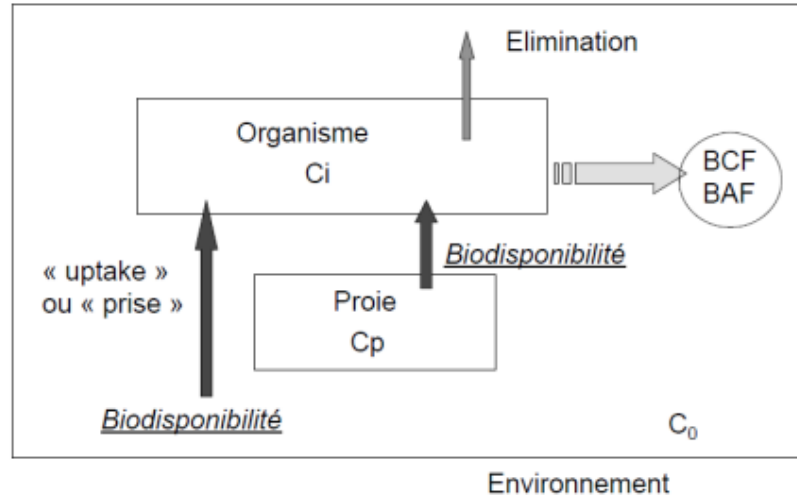 Elimination
Organisme
Ci
BCF
BAF
« uptake »
ou « prise »
Biodisponibilité
Proie
Cp
Biodisponibilité
C₀
Environnement